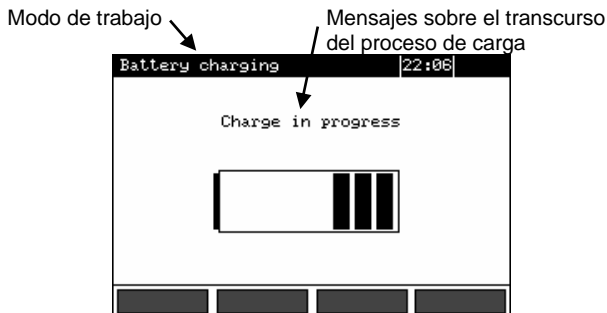 Modo de trabajo
Mensajes sobre el transcurso
del proceso de carga
Battery charging 22:06
Charge in progress